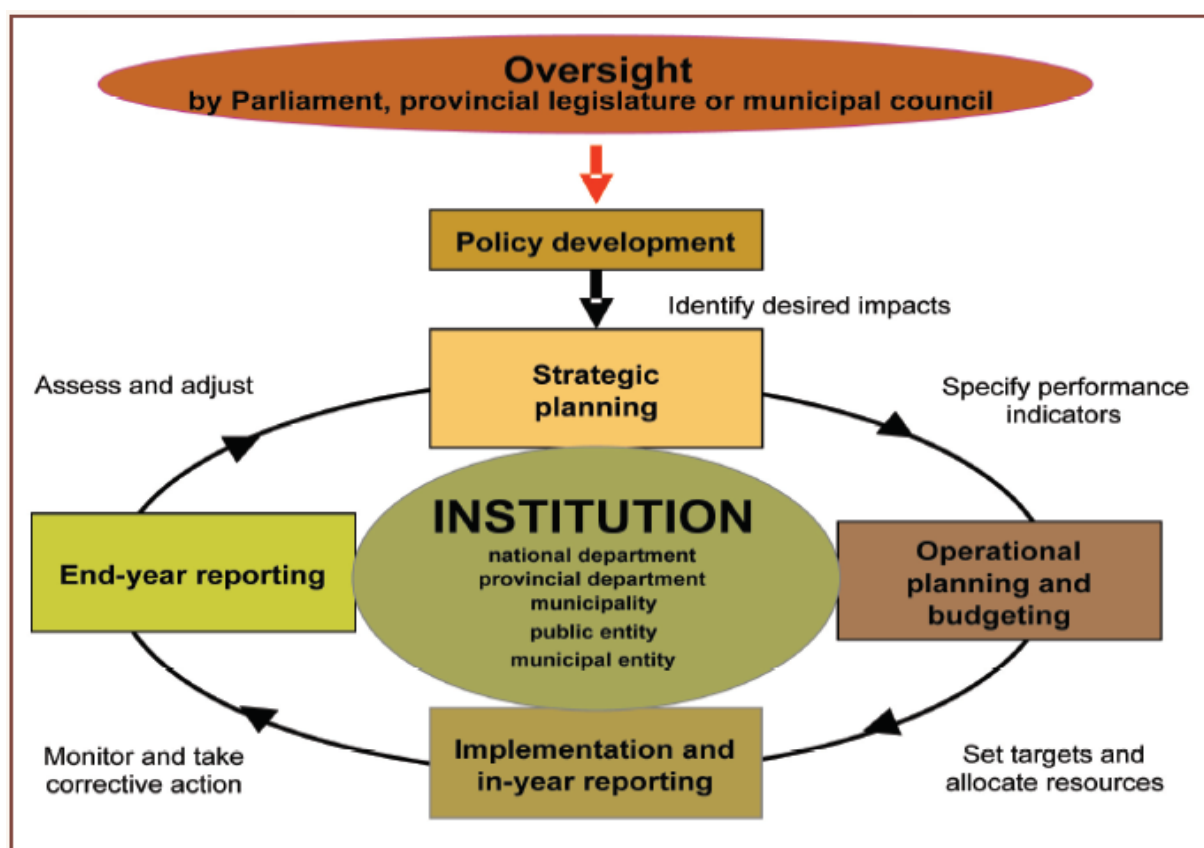 Oversight
by Parliament, provincial legislature or municipal council
Policy development
Identify desired impacts
Strategic
planning
Assess and adjust
Specify performance
indicators
INSTITUTION
national department
provincial department
municipality
public entity
municipal entity
End-year reporting
Operational
planning and
budgeting
Implementation and
in-year reporting
Monitor and take
corrective action
Set targets and
allocate resources